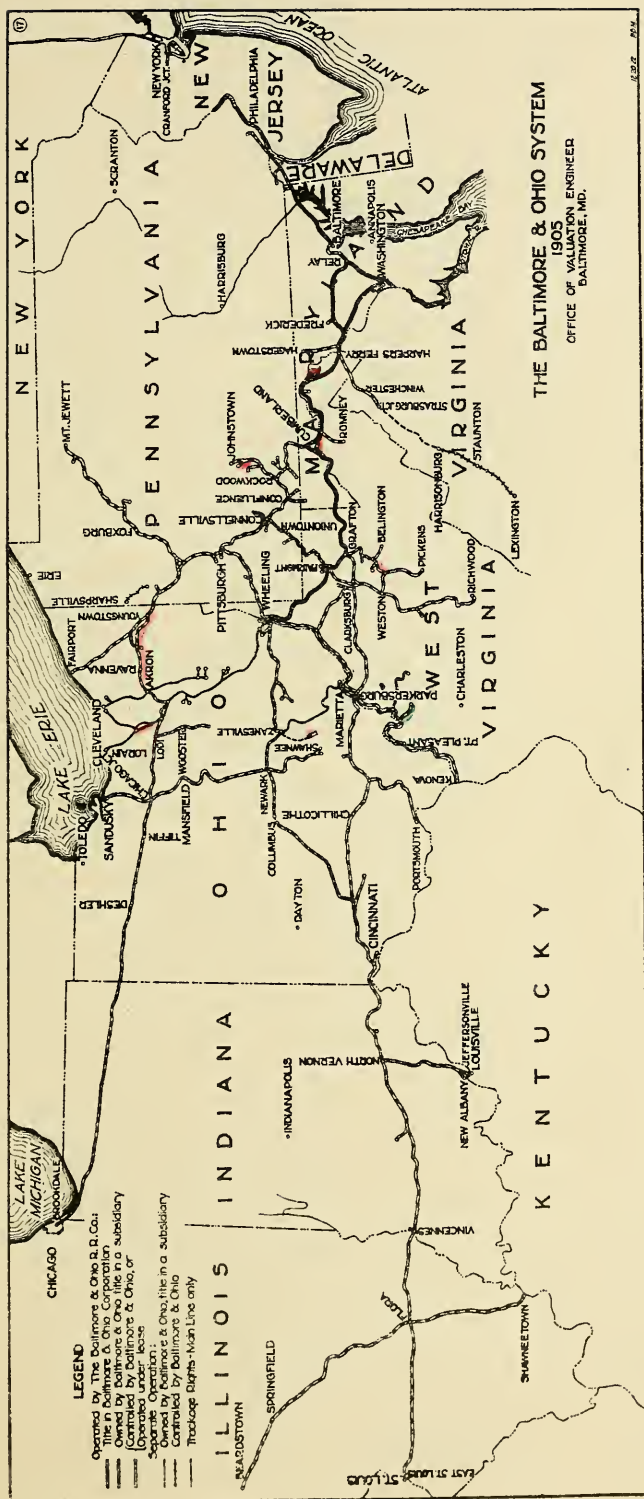 17
NEW YORK
ATLANTIC OCEAN
NEW YORK
CRANFORD JCT.
NEW JERSEY
SCRANTON
PHILADELPHIA
PENNSYLVANIA
HARRISBURG
DELAWARE
MARYLAND
BALTIMORE
ANNAPOLIS
RELAY
WASHINGTON
CHESAPEAKE BAY
FREDERICK
HAGERSTOWN
HARPERS FERRY
WINCHESTER
STRASBURG JCT.
VIRGINIA
STAUNTON
HARRISONBURG
LEXINGTON
MT. JEWETT
JOHNSTOWN
CUMBERLAND
ROMNEY
ROCKWOOD
CONFLUENCE
CONNELLSVILLE
UNIONTOWN
FOXBURG
GRAFTON
BELINGTON
FAIRMONT
PITTSBURGH
WHEELING
CLARKSBURG
WESTON
PICKENS
RICHWOOD
WEST VIRGINIA
CHARLESTON
ERIE
SHARPSVILLE
YOUNGSTOWN
FAIRPORT
RAVENNA
AKRON
LAKE ERIE
CLEVELAND
LORAIN
LODI
CHICAGO JCT.
WOOSTER
MANSFIELD
TOLEDO
SANDUSKY
TIFFIN
DESHLER
OHIO
ZANESVILLE
SHAWNEE
NEWARK
COLUMBUS
MARIETTA
PARKERSBURG
PT. PLEASANT
KENOVA
CHILLICOTHE
PORTSMOUTH
DAYTON
CINCINNATI
KENTUCKY
INDIANA
INDIANAPOLIS
NORTH VERNON
JEFFERSONVILLE
NEW ALBANY
LOUISVILLE
LAKE MICHIGAN
CHICAGO
BROOKDALE
ILLINOIS
VINCENNES
FLORA
SHAWNEETOWN
SPRINGFIELD
BEARDSTOWN
EAST ST. LOUIS
ST. LOUIS
LEGEND
Operated by The Baltimore & Ohio R.R.Co.:
Title in Baltimore & Ohio Corporation
Owned by Baltimore & Ohio title in a subsidiary
Controlled by Baltimore & Ohio, or
Operated under lease
Separate Operation:
Owned by Baltimore & Ohio, title in a subsidiary
Controlled by Baltimore & Ohio
Trackage Rights-Main Line only
THE BALTIMORE & OHIO SYSTEM
1905
OFFICE OF VALUATION ENGINEER
BALTIMORE, MD.